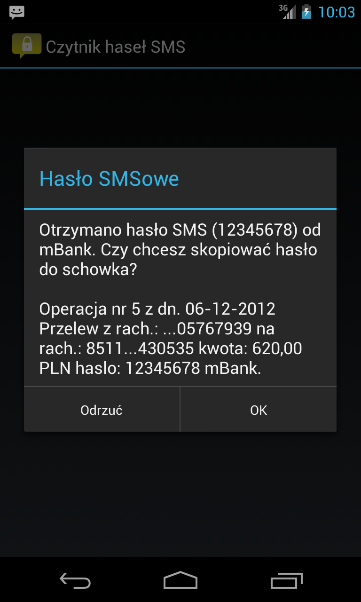 3G 10:03
Czytnik haseł SMS
Hasło SMSowe
Otrzymano hasło SMS (12345678) od
mBank. Czy chcesz skopiować hasło
do schowka?
Operacja nr 5 z dn. 06-12-2012
Przelew z rach.: ...05767939 na
rach.: 8511...430535 kwota: 620,00
PLN haslo: 12345678 mBank.
Odrzuć OK